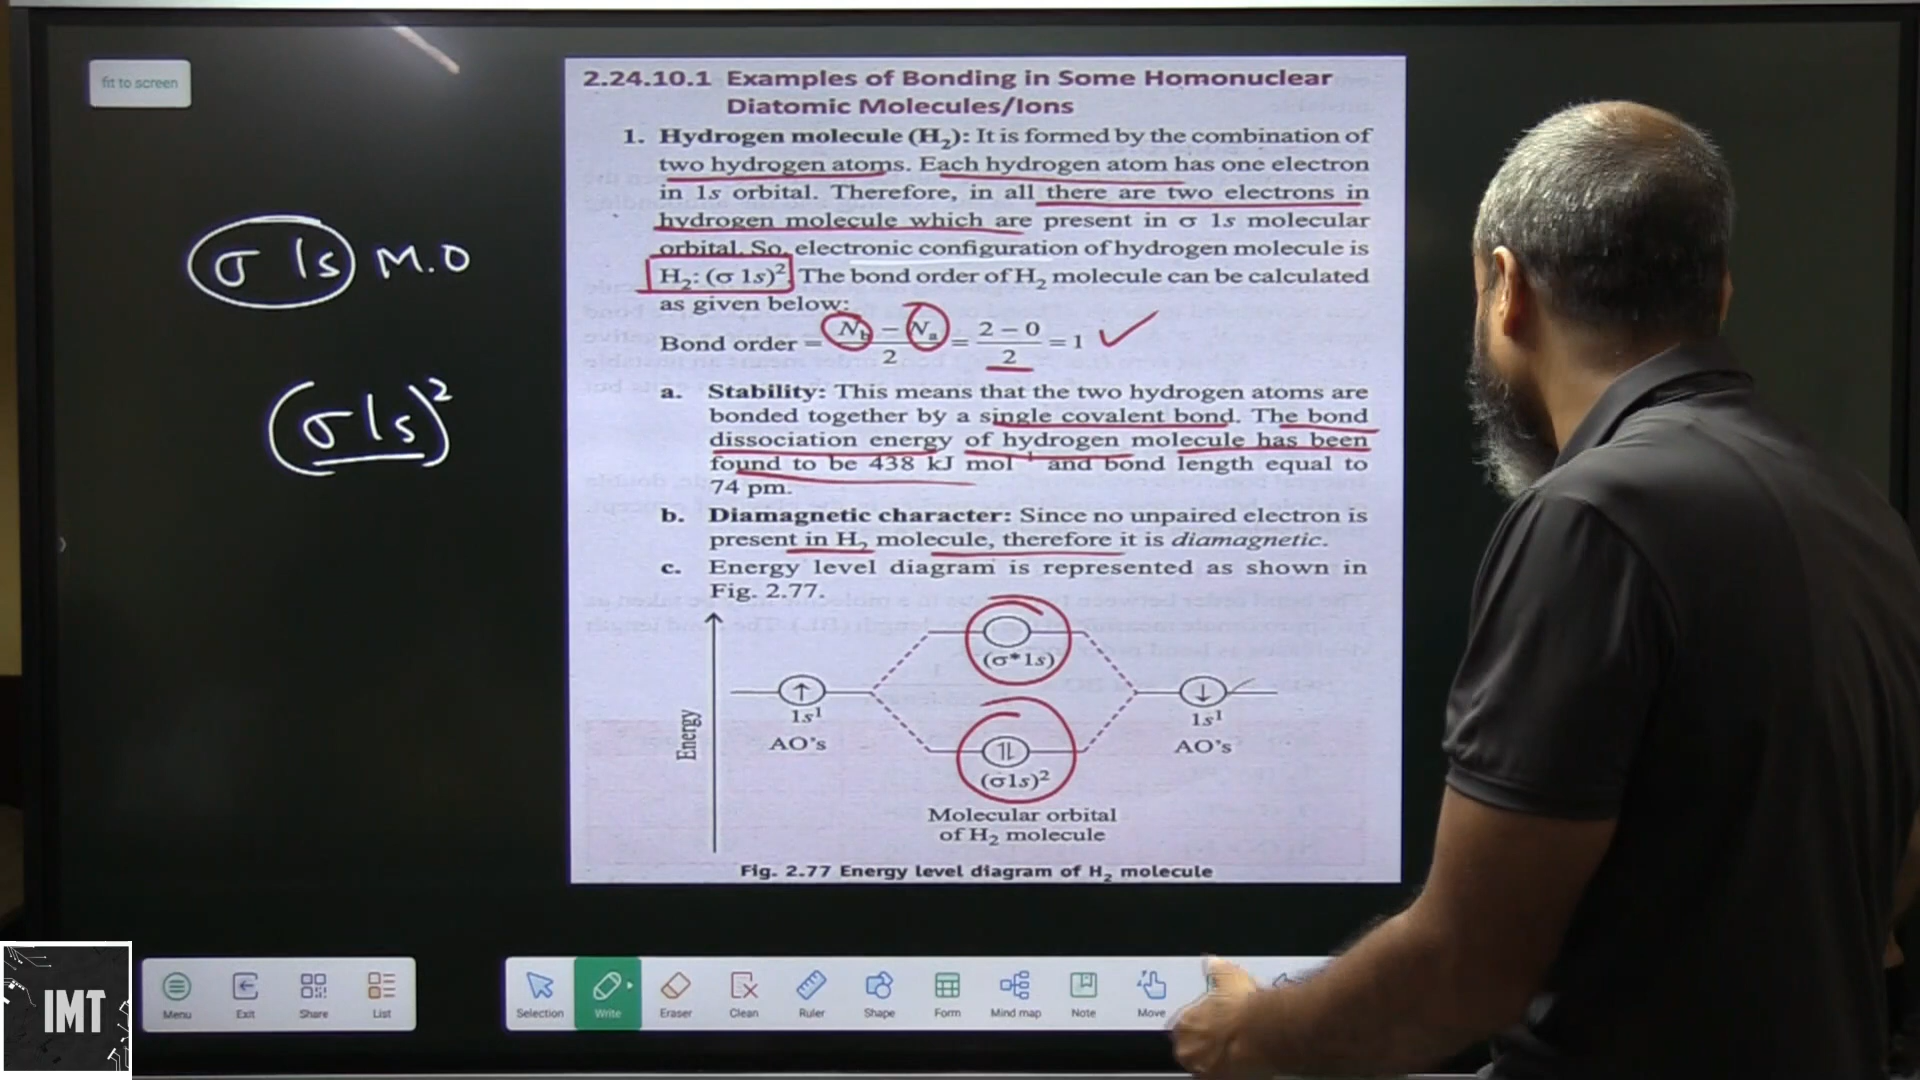 fit to screen
2.24.10.1 Examples of Bonding in Some Homonuclear
Diatomic Molecules/Ions
1. Hydrogen molecule (H₂): It is formed by the combination of
two hydrogen atoms. Each hydrogen atom has one electron
in 1s orbital. Therefore, in all there are two electrons in
hydrogen molecule which are present in σ 1s molecular
orbital. So, electronic configuration of hydrogen molecule is
H₂: (σ 1s)². The bond order of H₂ molecule can be calculated
as given below:
Bond order = (N_b − N_a)/2 = (2 − 0)/2 = 1
a. Stability: This means that the two hydrogen atoms are
bonded together by a single covalent bond. The bond
dissociation energy of hydrogen molecule has been
found to be 438 kJ mol⁻¹ and bond length equal to
74 pm.
b. Diamagnetic character: Since no unpaired electron is
present in H₂ molecule, therefore it is diamagnetic.
c. Energy level diagram is represented as shown in
Fig. 2.77.
Energy
(σ*1s)
1s¹
AO's
1s¹
AO's
(σ1s)²
Molecular orbital
of H₂ molecule
Fig. 2.77 Energy level diagram of H₂ molecule
σ 1s M.O
(σ1s)²
IMT
Menu Exit Share List
Selection Write Eraser Clean Ruler Shape Form Mind map Note Move